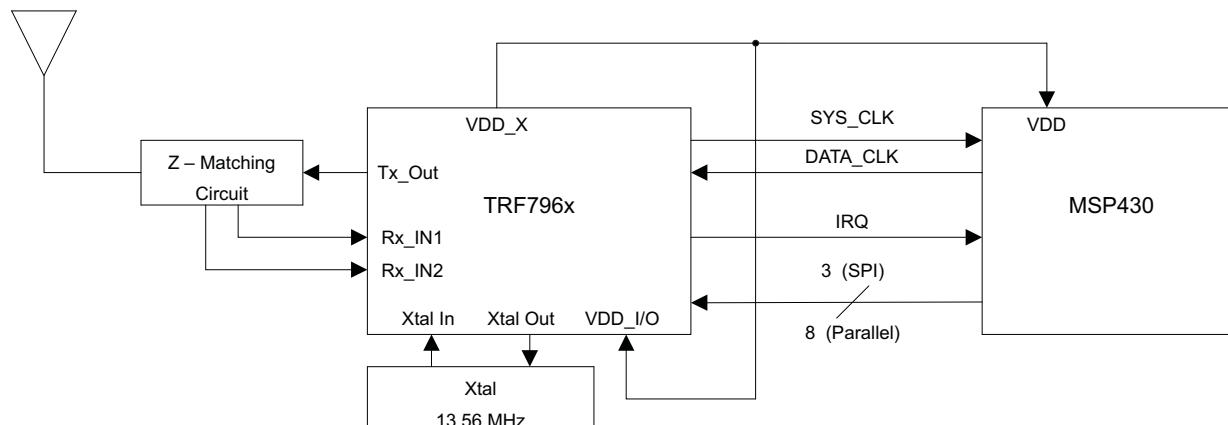 VDD_X
SYS_CLK
VDD
Z – Matching
Circuit
Tx_Out
DATA_CLK
TRF796x
MSP430
Rx_IN1
IRQ
Rx_IN2
3 (SPI)
Xtal In
Xtal Out
VDD_I/O
8 (Parallel)
Xtal
13.56 MHz